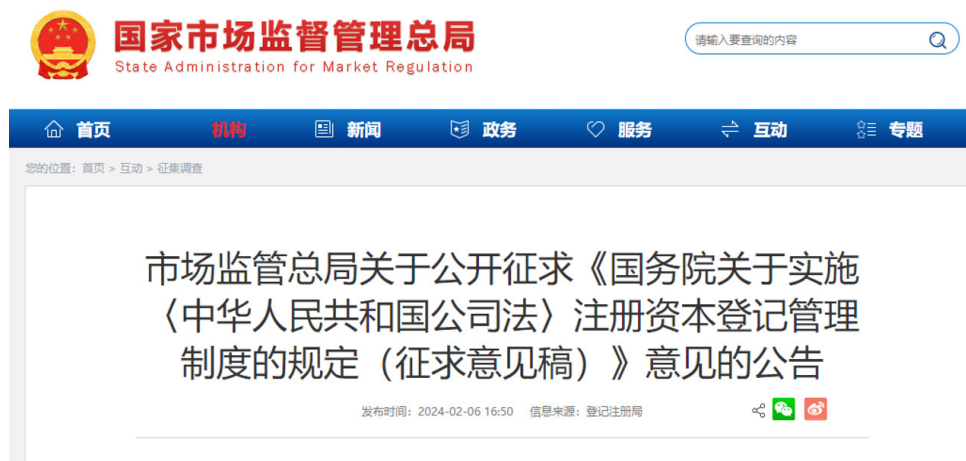 国家市场监督管理总局
State Administration for Market Regulation
请输入要查询的内容
首页 机构 新闻 政务 服务 互动 专题
您的位置：首页 > 互动 > 征集调查
市场监管总局关于公开征求《国务院关于实施
〈中华人民共和国公司法〉注册资本登记管理
制度的规定（征求意见稿）》意见的公告
发布时间：2024-02-06 16:50 信息来源：登记注册局